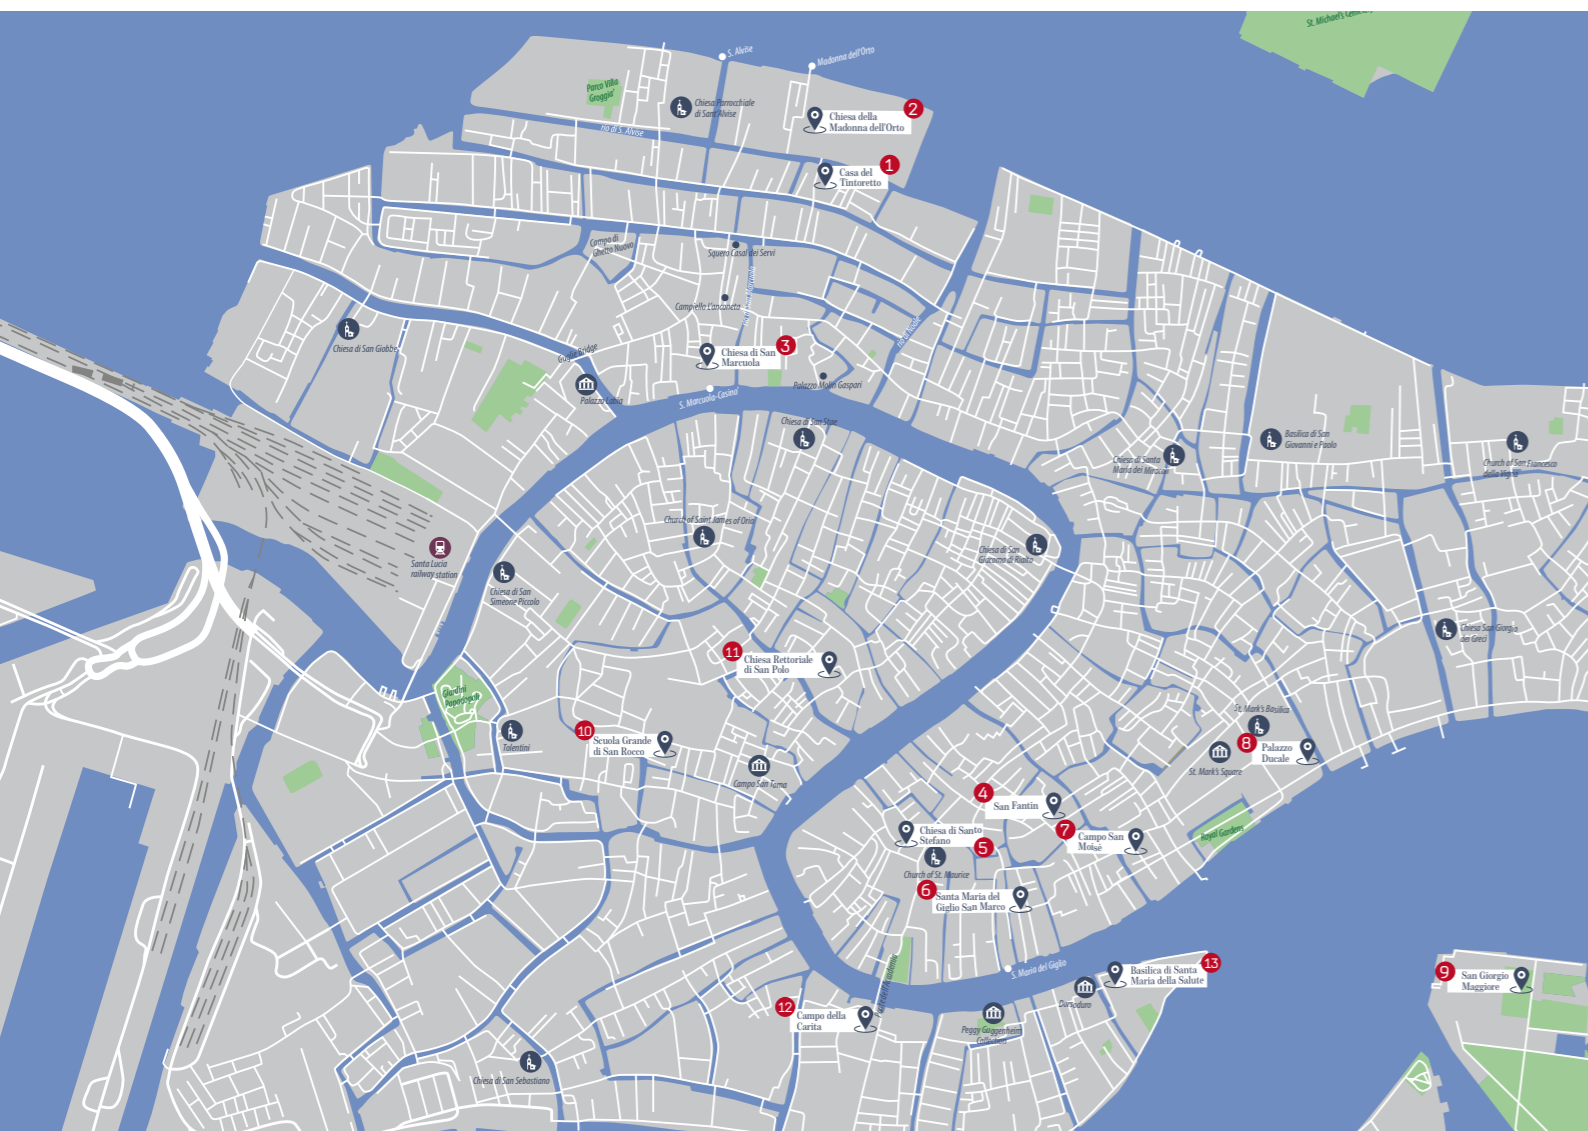 St. Michael's
S. Alvise
Madonna dell'Orto
Parco Villa
Groggia'
Chiesa Parrocchiale
di Sant'Alvise
2
Chiesa della
Madonna dell'Orto
rio di S. Alvise
1
Casa del
Tintoretto
Campo di
Ghetto Nuovo
Squero Casal dei Servi
Campiello L'anconeta
Chiesa di San Giobbe
Guglie Bridge
3
Chiesa di San
Marcuola
Palazzo Molin Gaspari
Palazzo Labia
S. Marcuola-Casino'
Chiesa di San Stae
Chiesa di Santa
Maria dei Miracoli
Basilica di San
Giovanni e Paolo
Church of San Francesco
della Vigna
Church of Saint James of Orio
Chiesa di San
Giacomo di Rialto
Santa Lucia
railway station
Chiesa di San
Simeone Piccolo
Chiesa San Giorgio
dei Greci
11
Chiesa Rettoriale
di San Polo
Giardini
Papadopoli
Tolentini
10
Scuola Grande
di San Rocco
St. Mark's Basilica
8
Palazzo
Ducale
St. Mark's Square
Campo San Toma
4
San Fantin
7
Campo San
Moisè
Royal Gardens
Chiesa di Santo
Stefano
5
Church of St. Maurice
6
Santa Maria del
Giglio San Marco
S. Maria del Giglio
13
Basilica di Santa
Maria della Salute
9
San Giorgio
Maggiore
Dorsoduro
12
Campo della
Carita
Peggy Guggenheim
Collection
Chiesa di San Sebastiano